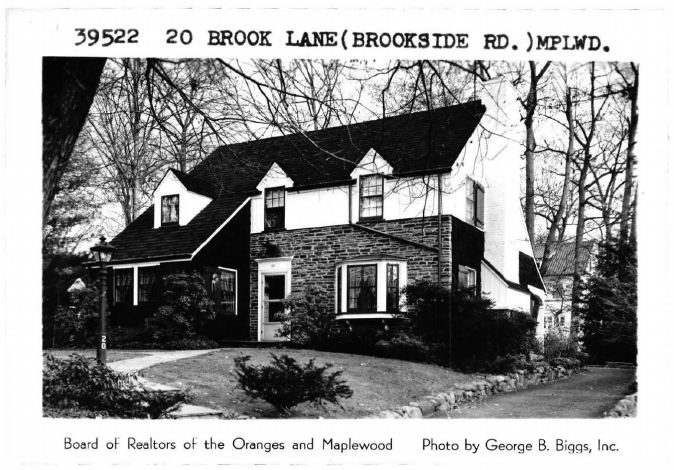 39522 20 BROOK LANE(BROOKSIDE RD.)MPLWD.
20
Board of Realtors of the Oranges and Maplewood Photo by George B. Biggs, Inc.